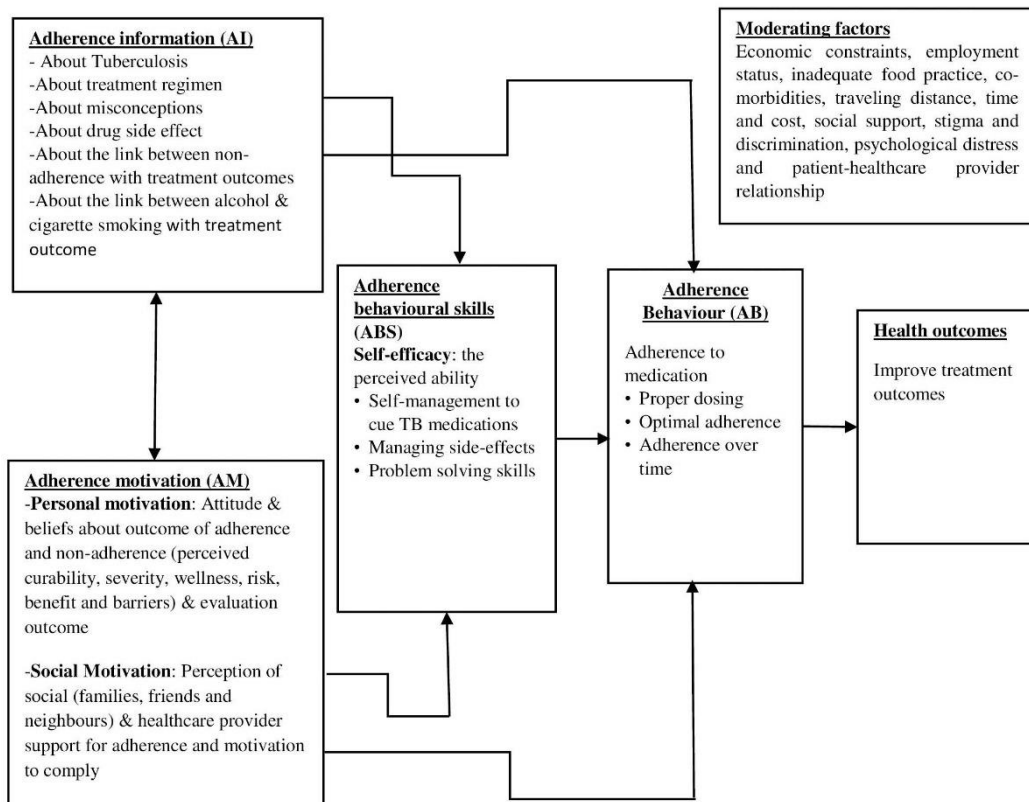 Adherence information (AI)
- About Tuberculosis
-About treatment regimen
-About misconceptions
-About drug side effect
-About the link between non-
adherence with treatment outcomes
-About the link between alcohol &
cigarette smoking with treatment
outcome
Moderating factors
Economic constraints, employment
status, inadequate food practice, co-
morbidities, traveling distance, time
and cost, social support, stigma and
discrimination, psychological distress
and patient-healthcare provider
relationship
Adherence
behavioural skills
(ABS)
Self-efficacy: the
perceived ability
• Self-management to
cue TB medications
• Managing side-effects
• Problem solving skills
Adherence
Behaviour (AB)
Adherence to
medication
• Proper dosing
• Optimal adherence
• Adherence over
time
Health outcomes
Improve treatment
outcomes
Adherence motivation (AM)
-Personal motivation: Attitude &
beliefs about outcome of adherence
and non-adherence (perceived
curability, severity, wellness, risk,
benefit and barriers) & evaluation
outcome
-Social Motivation: Perception of
social (families, friends and
neighbours) & healthcare provider
support for adherence and motivation
to comply